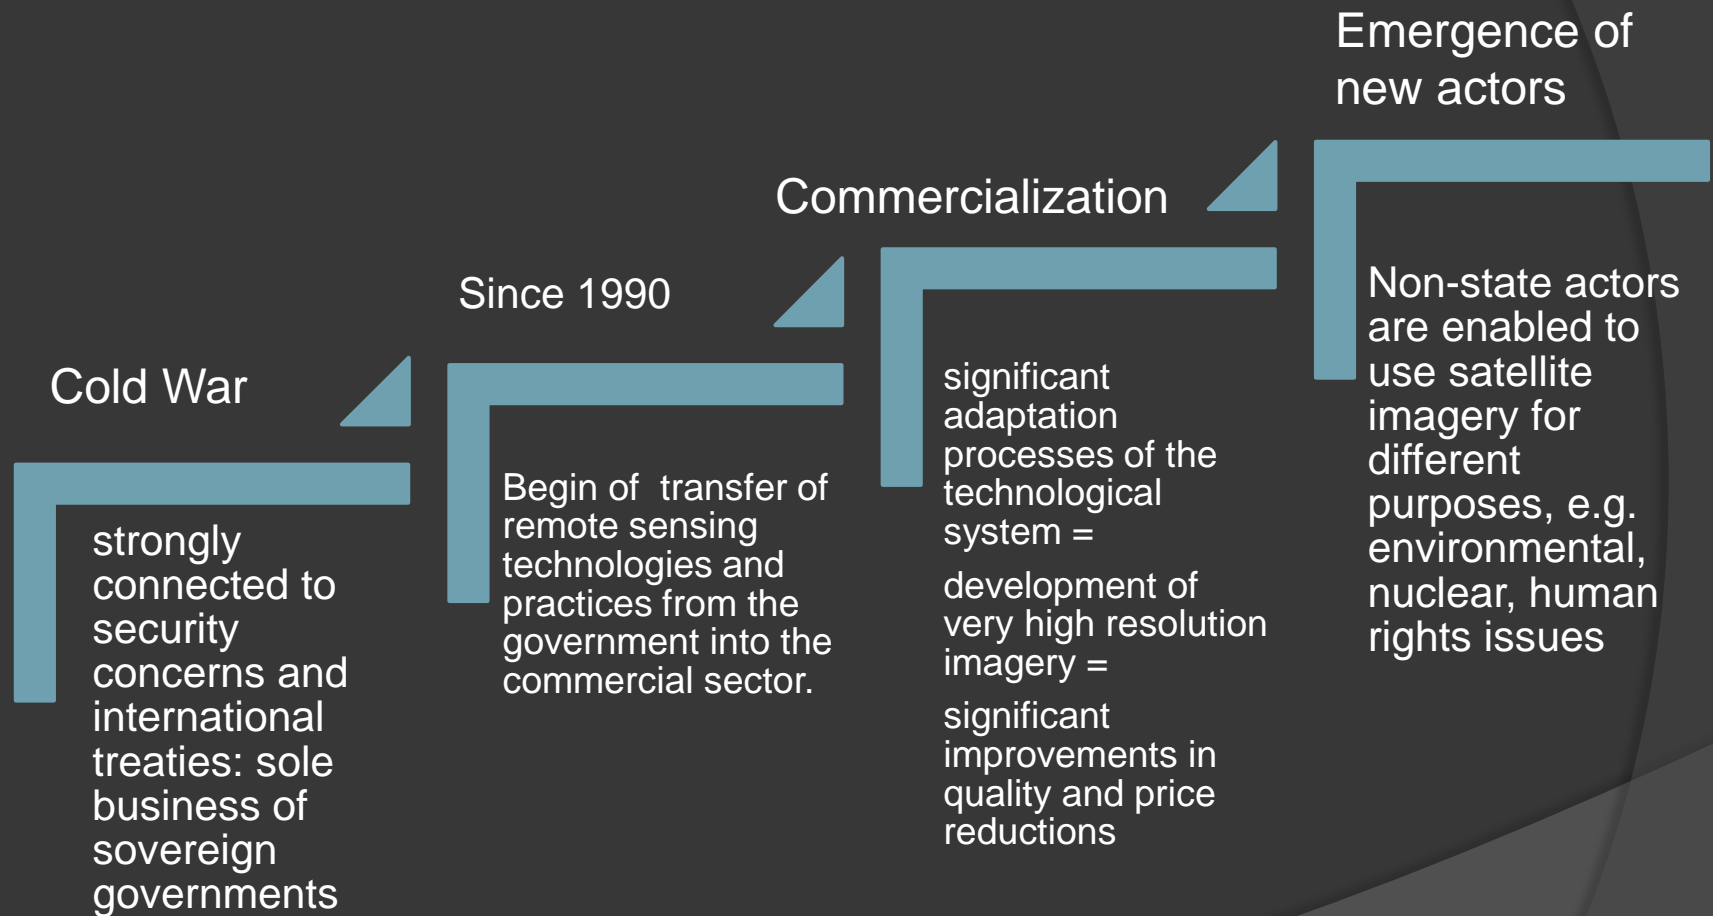 Cold War
strongly
connected to
security
concerns and
international
treaties: sole
business of
sovereign
governments
Since 1990
Begin of  transfer of
remote sensing
technologies and
practices from the
government into the
commercial sector.
Commercialization
significant
adaptation
processes of the
technological
system =
development of
very high resolution
imagery =
significant
improvements in
quality and price
reductions
Emergence of
new actors
Non-state actors
are enabled to
use satellite
imagery for
different
purposes, e.g.
environmental,
nuclear, human
rights issues